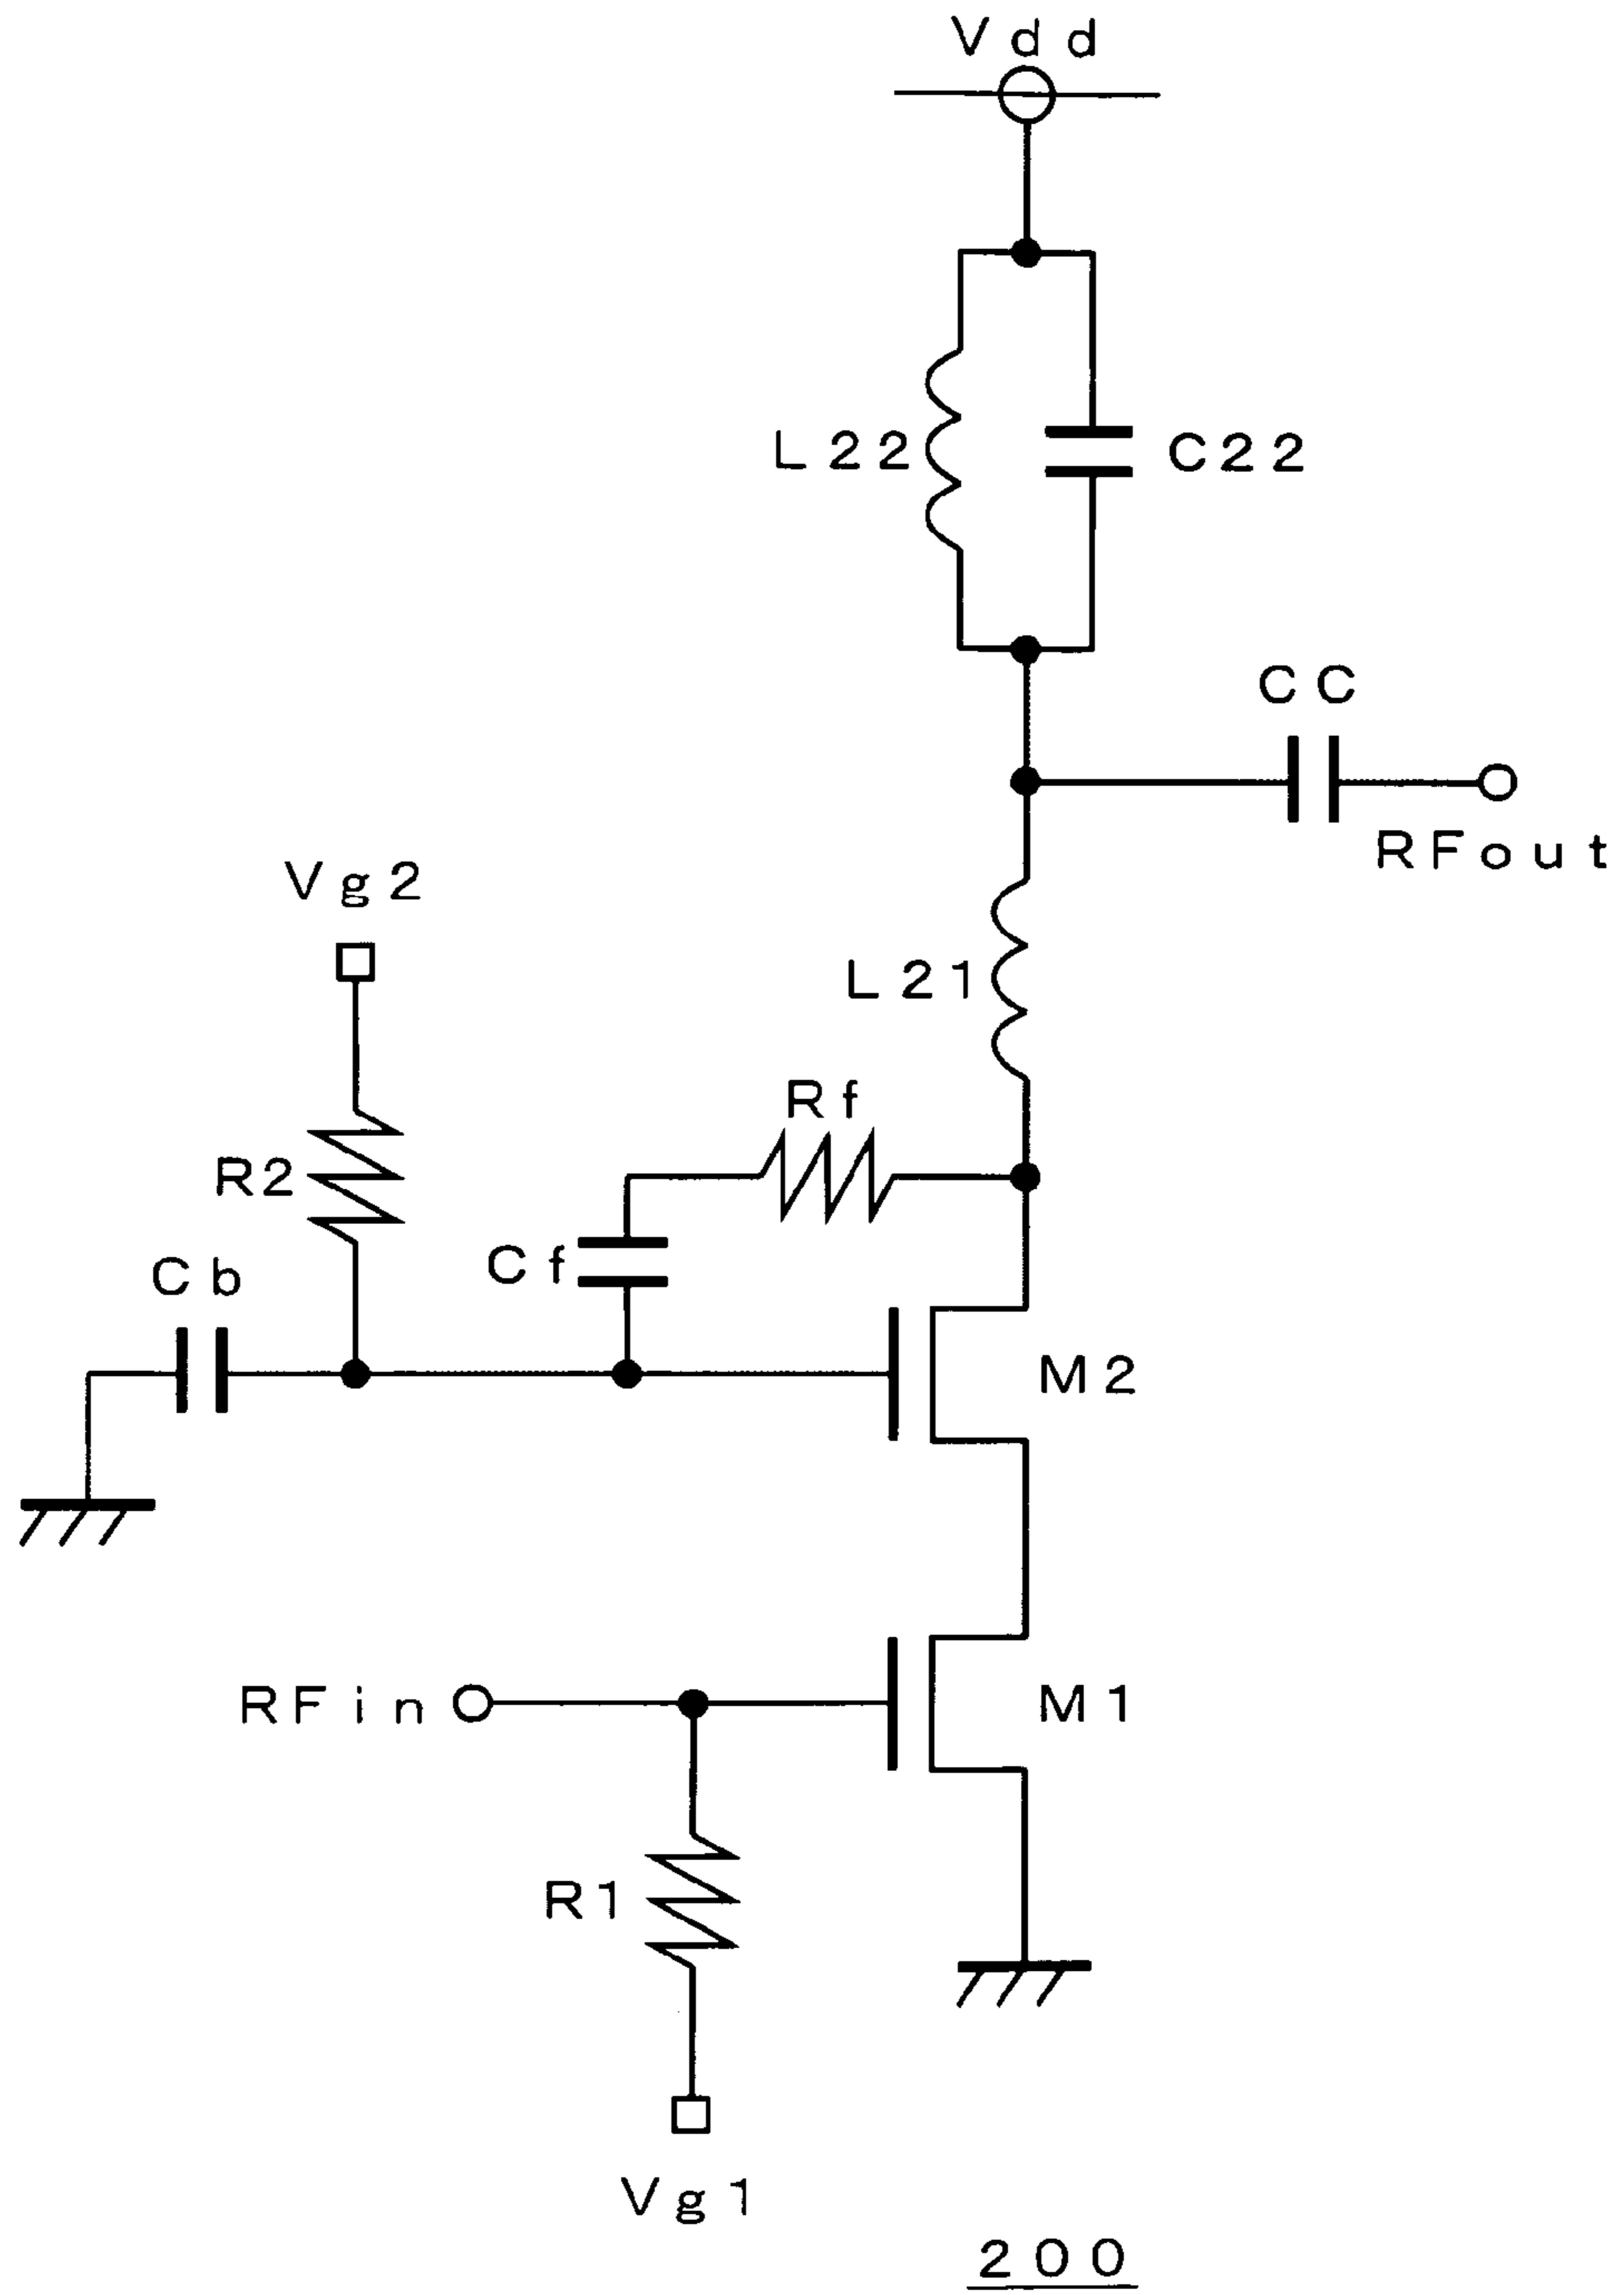 Vdd
L22
C22
CC
RFout
Vg2
L21
Rf
R2
Cf
Cb
M2
RFin
M1
R1
Vg1
200